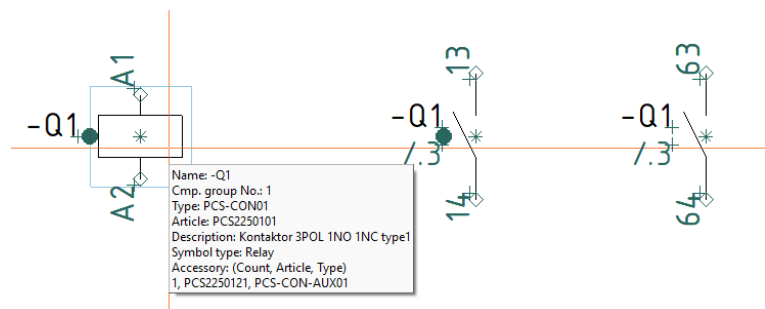 A1
-Q1
A2
Name: -Q1
Cmp. group No.: 1
Type: PCS-CON01
Article: PCS2250101
Description: Kontaktor 3POL 1NO 1NC type1
Symbol type: Relay
Accessory: (Count, Article, Type)
1, PCS2250121, PCS-CON-AUX01
13
-Q1
/.3
14
63
-Q1
/.3
64